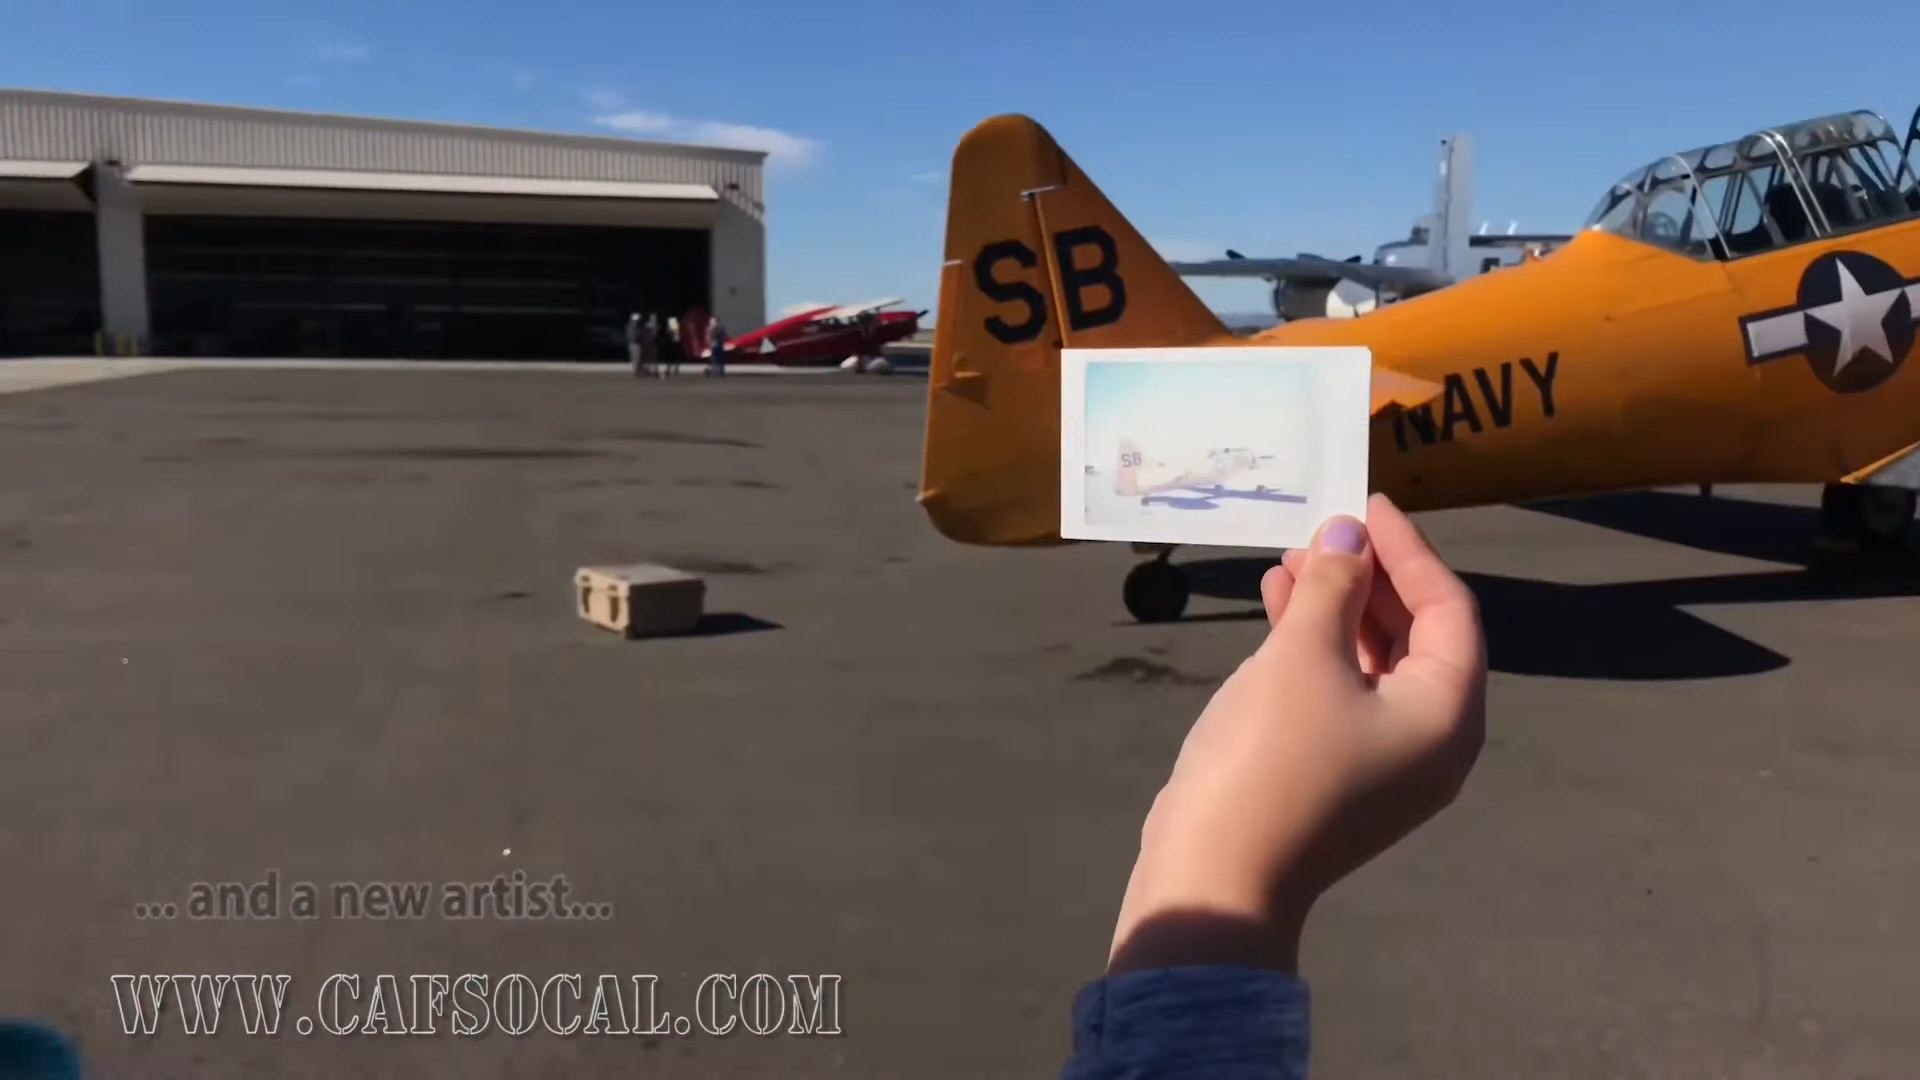 SB
NAVY
SB
... and a new artist...
WWW.CAFSOCAL.COM